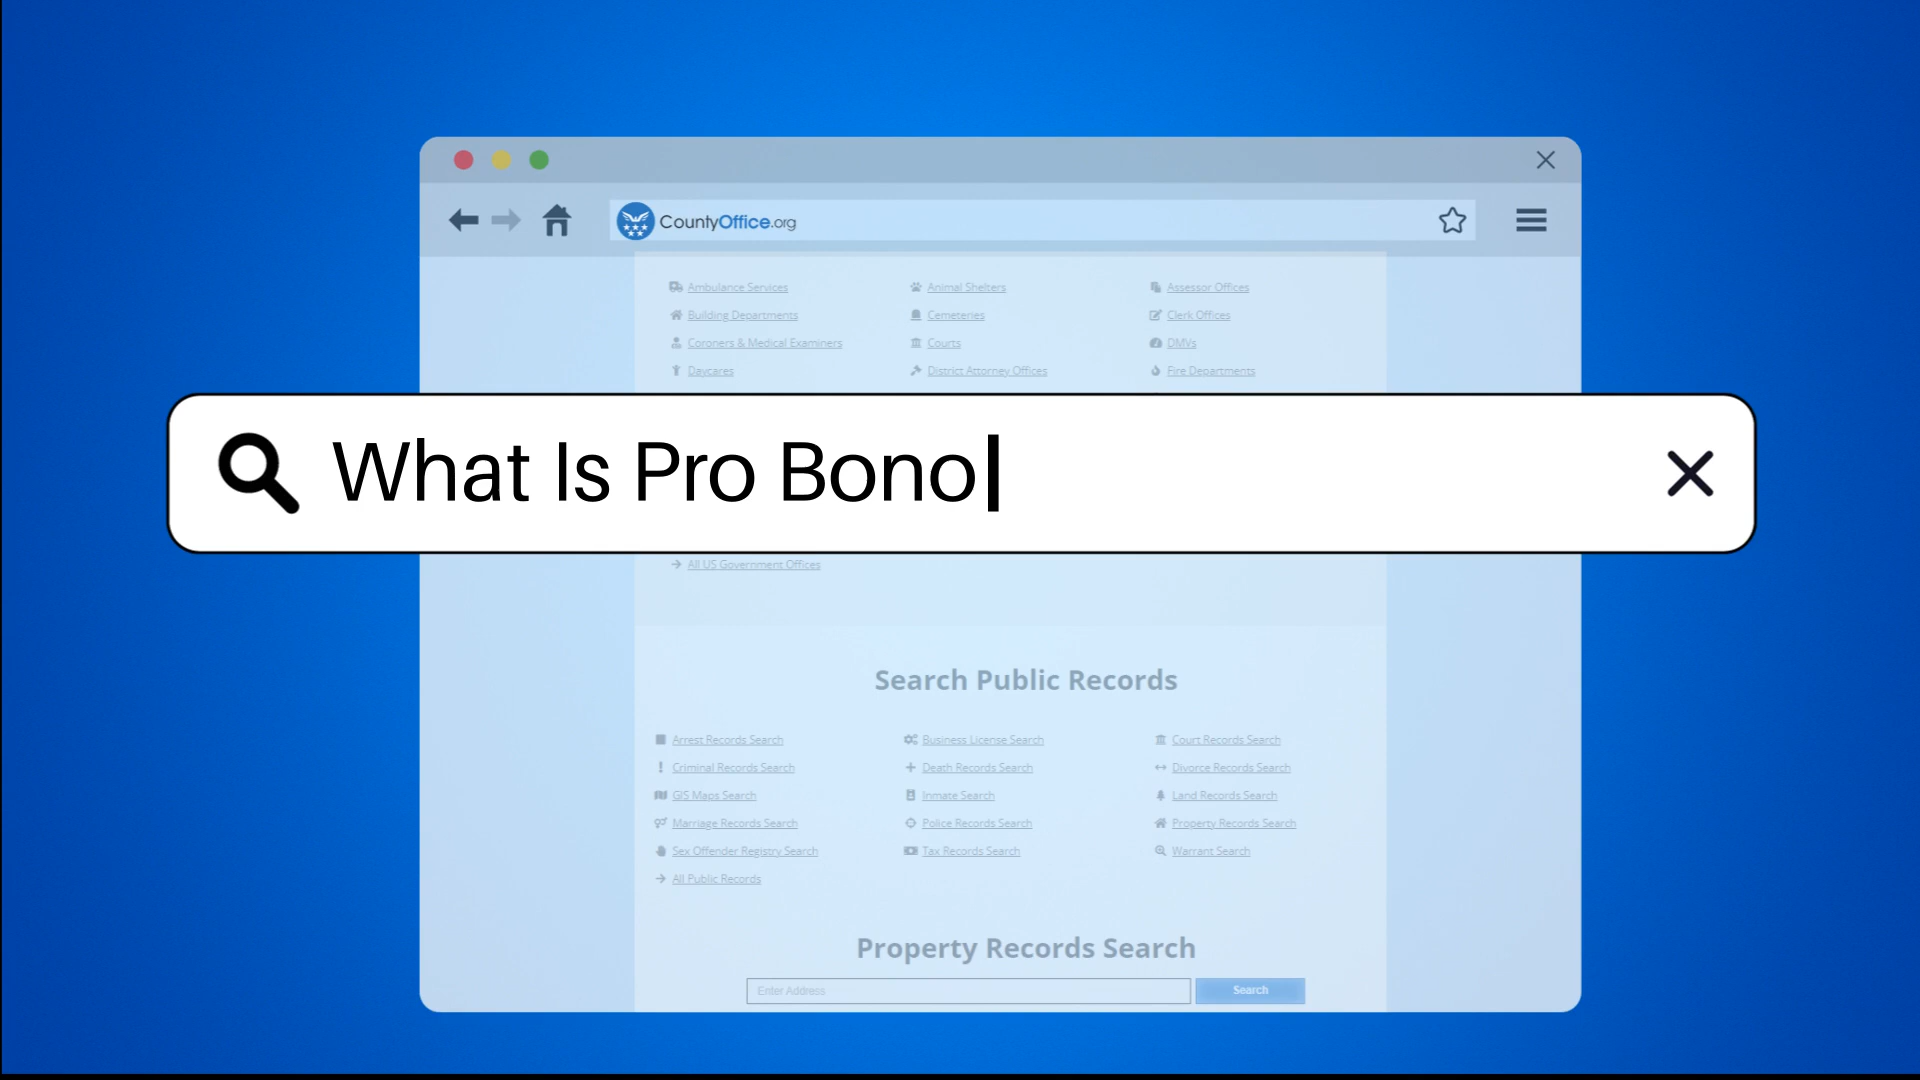 CountyOffice.org
Ambulance Services Animal Shelters Assessor Offices
Building Departments Cemeteries Clerk Offices
Coroners & Medical Examiners Courts DMVs
Daycares District Attorney Offices Fire Departments
What Is Pro Bono
All US Government Offices
Search Public Records
Arrest Records Search Business License Search Court Records Search
Criminal Records Search Death Records Search Divorce Records Search
GIS Maps Search Inmate Search Land Records Search
Marriage Records Search Police Records Search Property Records Search
Sex Offender Registry Search Tax Records Search Warrant Search
All Public Records
Property Records Search
Enter Address Search